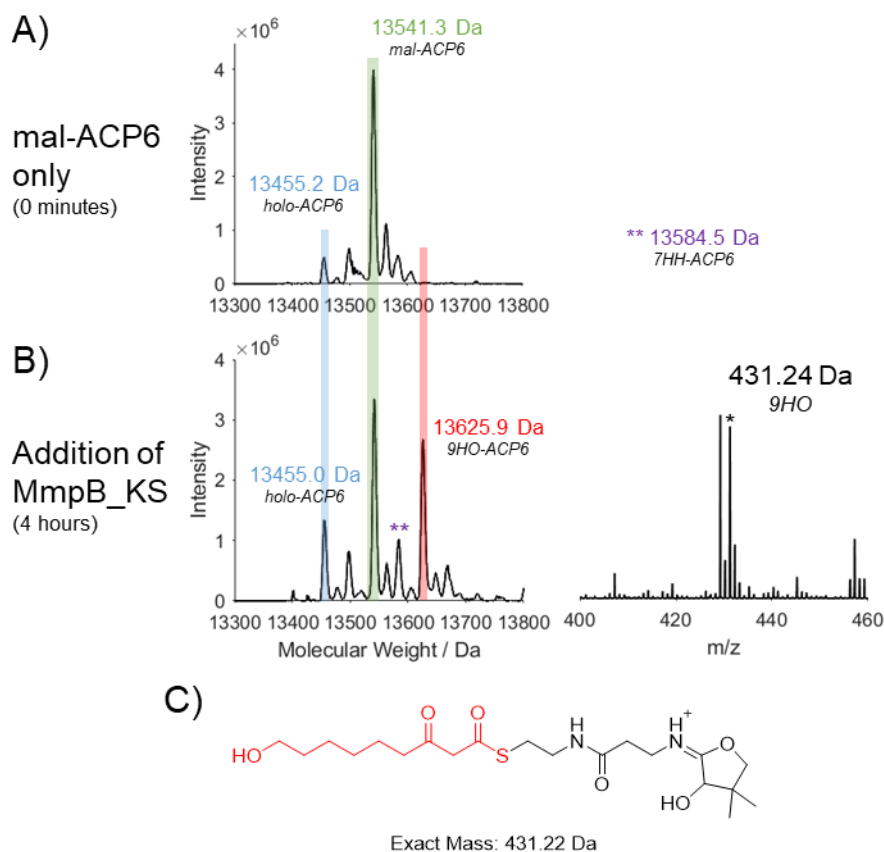 A)
mal-ACP6
only
(0 minutes)
×10⁶
13541.3 Da
mal-ACP6
4
3
2
1
0
Intensity
13455.2 Da
holo-ACP6
13300 13400 13500 13600 13700 13800
** 13584.5 Da
7HH-ACP6
B)
Addition of
MmpB_KS
(4 hours)
×10⁶
4
3
2
1
0
Intensity
13455.0 Da
holo-ACP6
**
13625.9 Da
9HO-ACP6
13300 13400 13500 13600 13700 13800
Molecular Weight / Da
431.24 Da
9HO
*
400 420 440 460
m/z
C)
HO
O
O
S
H
N
O
H
N
+
O
HO
Exact Mass: 431.22 Da